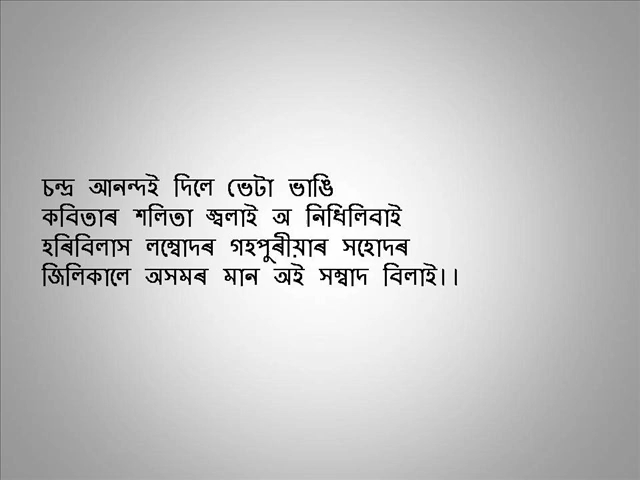 চন্দ্ৰ আনন্দই দিলে ভেটা ভাঙি
কবিতাৰ শলিতা জ্বলাই অ নিধিলিবাই
হৰিবিলাস লম্বোদৰ গহপুৰীয়াৰ সহোদৰ
জিলিকালে অসমৰ মান অই সম্বাদ বিলাই।।